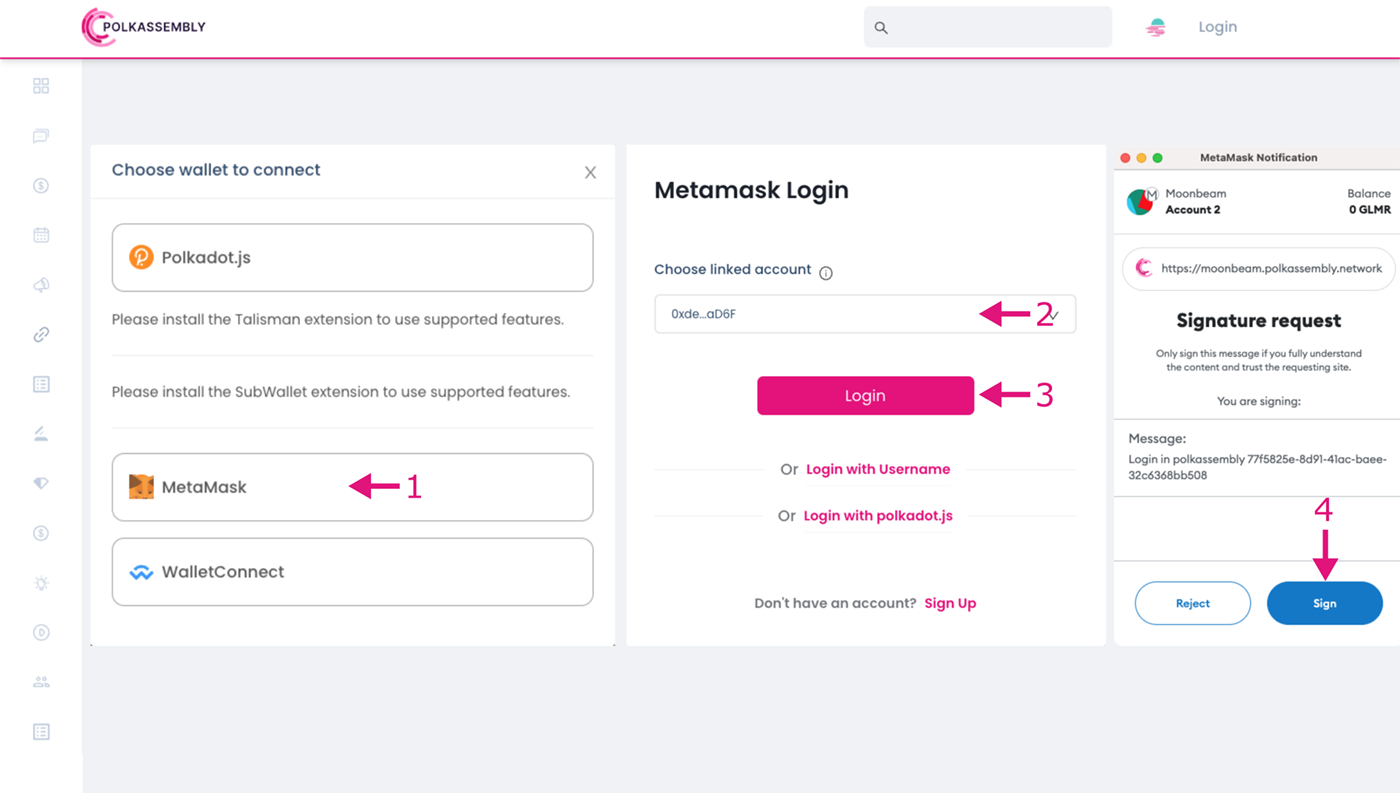 POLKASSEMBLY
Login
Choose wallet to connect
Polkadot.js
Please install the Talisman extension to use supported features.
Please install the SubWallet extension to use supported features.
MetaMask
1
WalletConnect
Metamask Login
Choose linked account
0xde...aD6F
2
Login
3
Or Login with Username
Or Login with polkadot.js
Don't have an account? Sign Up
MetaMask Notification
M
Moonbeam
Balance
Account 2
0 GLMR
https://moonbeam.polkassembly.network
Signature request
Only sign this message if you fully understand
the content and trust the requesting site.
You are signing:
Message:
Login in polkassembly 77f5825e-8d91-41ac-baee-
32c6368bb508
4
Reject
Sign